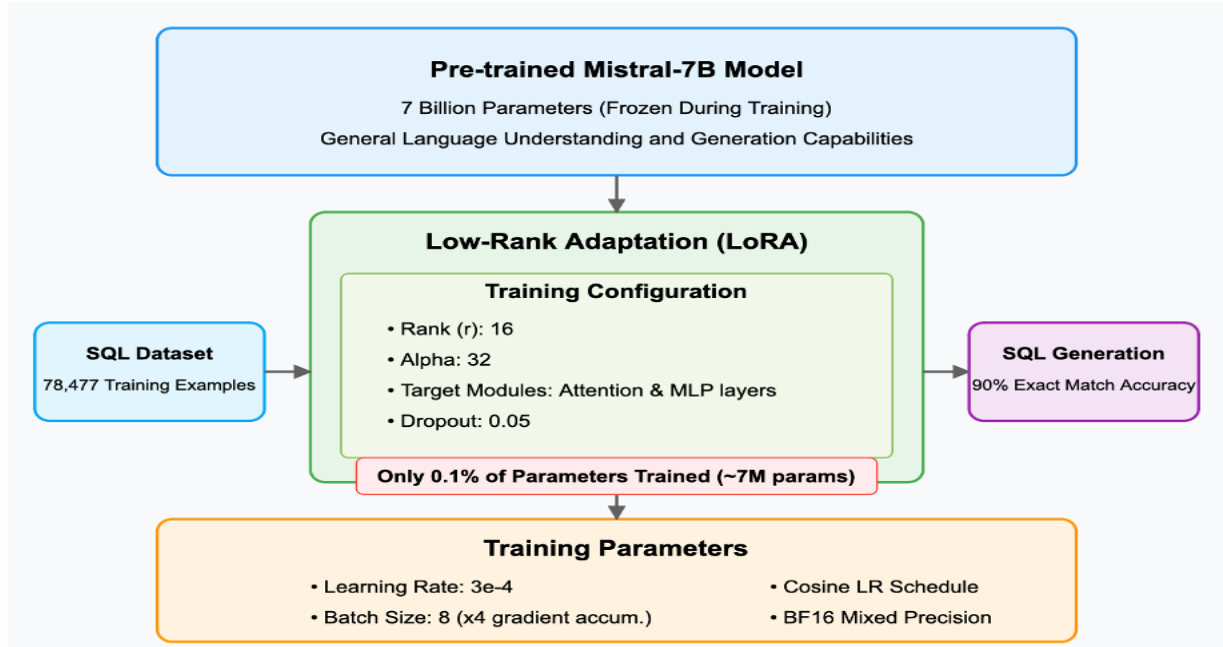 Pre-trained Mistral-7B Model
7 Billion Parameters (Frozen During Training)
General Language Understanding and Generation Capabilities
Low-Rank Adaptation (LoRA)
Training Configuration
• Rank (r): 16
• Alpha: 32
• Target Modules: Attention & MLP layers
• Dropout: 0.05
Only 0.1% of Parameters Trained (~7M params)
SQL Dataset
78,477 Training Examples
SQL Generation
90% Exact Match Accuracy
Training Parameters
• Learning Rate: 3e-4
• Batch Size: 8 (x4 gradient accum.)
• Cosine LR Schedule
• BF16 Mixed Precision